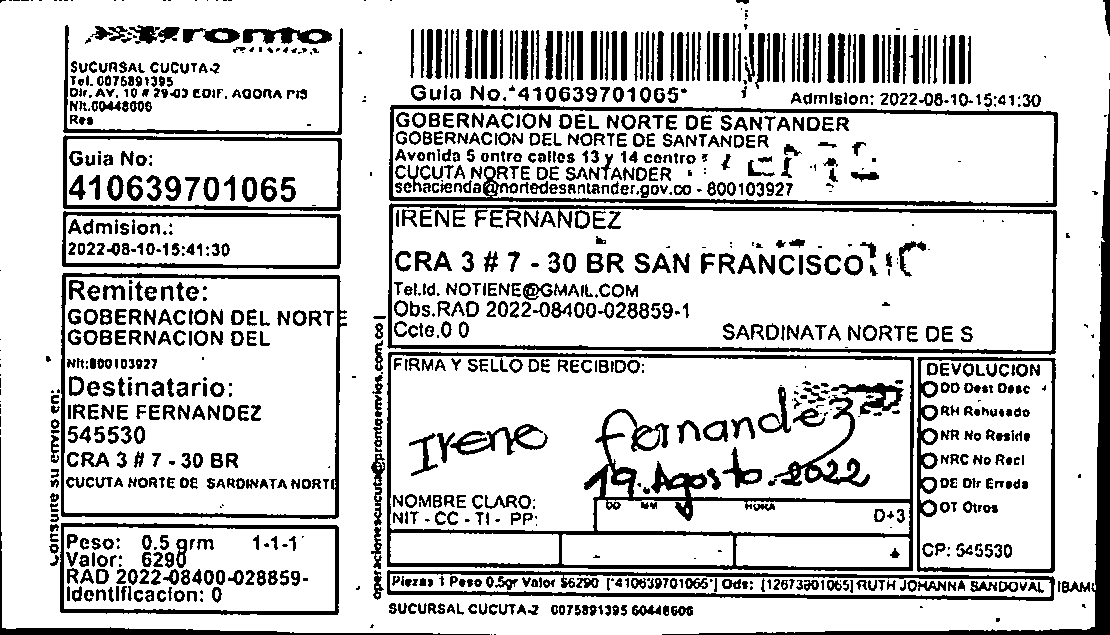 Pronto
envios
SUCURSAL CUCUTA-2
Tel. 0075891395
Dir. AV. 10 # 29-03 EDIF. AGORA PIS
Nit.60448606
Res
Guia No:
410639701065
Admision.:
2022-08-10-15:41:30
Remitente:
GOBERNACION DEL NORTE
GOBERNACION DEL
Nit:800103927
Destinatario:
IRENE FERNANDEZ
545530
CRA 3 # 7 - 30 BR
CUCUTA NORTE DE SARDINATA NORTE
Peso: 0.5 grm 1-1-1
Valor: 6290
RAD 2022-08400-028859-
Identificacion: 0
Consulte su envio en:
operacionescucuta@prontoenvios.com.co
Guia No.*410639701065*
Admision: 2022-08-10-15:41:30
GOBERNACION DEL NORTE DE SANTANDER
GOBERNACION DEL NORTE DE SANTANDER
Avenida 5 entre calles 13 y 14 centro
CUCUTA NORTE DE SANTANDER
sehacienda@nortedesantander.gov.co - 800103927
IRENE FERNANDEZ
CRA 3 # 7 - 30 BR SAN FRANCISCO
Tel.Id. NOTIENE@GMAIL.COM
Obs.RAD 2022-08400-028859-1
Ccte.0 0
SARDINATA NORTE DE S
FIRMA Y SELLO DE RECIBIDO:
Irene Fernandez
19 Agosto 2022
NOMBRE CLARO:
NIT - CC - TI - PP:
DD MM HORA
D+3
DEVOLUCION
DD Dest Desc
RH Rehusado
NR No Reside
NRC No Recl
DE Dir Errada
OT Otros
CP: 545530
Piezas 1 Peso 0.5gr Valor $6290 [*410639701065*] Ods: [12673301065] RUTH JOHANNA SANDOVAL
SUCURSAL CUCUTA-2 0075891395 60448606